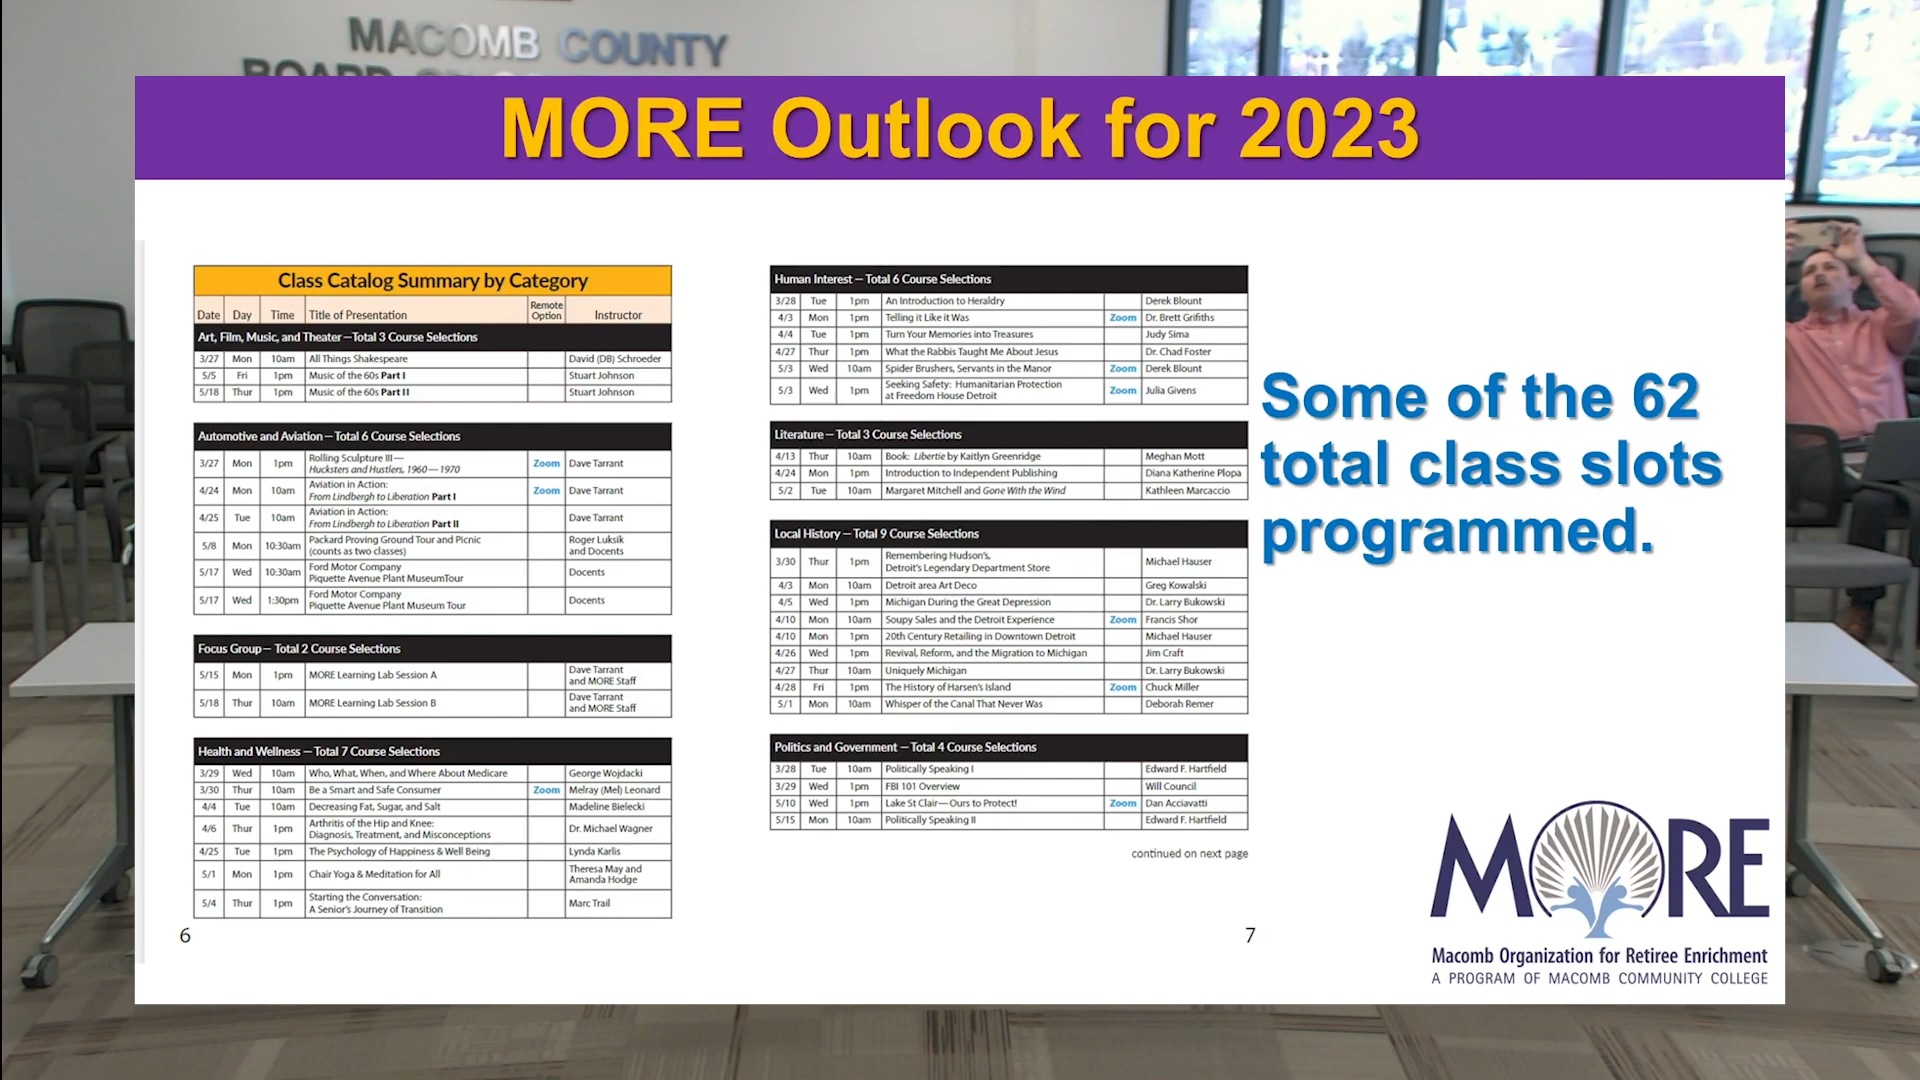 MACOMB COUNTY
BOARD OF
MORE Outlook for 2023
Class Catalog Summary by Category
Date Day Time Title of Presentation Remote Option Instructor
Art, Film, Music, and Theater — Total 3 Course Selections
3/27 Mon 10am All Things Shakespeare David (DB) Schroeder
5/5 Fri 1pm Music of the 60s Part I Stuart Johnson
5/18 Thur 1pm Music of the 60s Part II Stuart Johnson
Automotive and Aviation — Total 6 Course Selections
3/27 Mon 1pm Rolling Sculpture III — Hucksters and Hustlers, 1960 — 1970 Zoom Dave Tarrant
4/24 Mon 10am Aviation in Action: From Lindbergh to Liberation Part I Zoom Dave Tarrant
4/25 Tue 10am Aviation in Action: From Lindbergh to Liberation Part II Dave Tarrant
5/8 Mon 10:30am Packard Proving Ground Tour and Picnic (counts as two classes) Roger Luksik and Docents
5/17 Wed 10:30am Ford Motor Company Piquette Avenue Plant MuseumTour Docents
5/17 Wed 1:30pm Ford Motor Company Piquette Avenue Plant Museum Tour Docents
Focus Group — Total 2 Course Selections
5/15 Mon 1pm MORE Learning Lab Session A Dave Tarrant and MORE Staff
5/18 Thur 10am MORE Learning Lab Session B Dave Tarrant and MORE Staff
Health and Wellness — Total 7 Course Selections
3/29 Wed 10am Who, What, When, and Where About Medicare George Wojdacki
3/30 Thur 10am Be a Smart and Safe Consumer Zoom Melray (Mel) Leonard
4/4 Tue 10am Decreasing Fat, Sugar, and Salt Madeline Bielecki
4/6 Thur 1pm Arthritis of the Hip and Knee: Diagnosis, Treatment, and Misconceptions Dr. Michael Wagner
4/25 Tue 1pm The Psychology of Happiness & Well Being Lynda Karlis
5/1 Mon 1pm Chair Yoga & Meditation for All Theresa May and Amanda Hodge
5/4 Thur 1pm Starting the Conversation: A Senior's Journey of Transition Marc Trail
6
Human Interest — Total 6 Course Selections
3/28 Tue 1pm An Introduction to Heraldry Derek Blount
4/3 Mon 1pm Telling it Like it Was Zoom Dr. Brett Grifiths
4/4 Tue 1pm Turn Your Memories into Treasures Judy Sima
4/27 Thur 1pm What the Rabbis Taught Me About Jesus Dr. Chad Foster
5/3 Wed 10am Spider Brushers, Servants in the Manor Zoom Derek Blount
5/3 Wed 1pm Seeking Safety: Humanitarian Protection at Freedom House Detroit Zoom Julia Givens
Literature — Total 3 Course Selections
4/13 Thur 10am Book: Libertie by Kaitlyn Greenridge Meghan Mott
4/24 Mon 1pm Introduction to Independent Publishing Diana Katherine Plopa
5/2 Tue 10am Margaret Mitchell and Gone With the Wind Kathleen Marcaccio
Local History — Total 9 Course Selections
3/30 Thur 1pm Remembering Hudson's, Detroit's Legendary Department Store Michael Hauser
4/3 Mon 10am Detroit area Art Deco Greg Kowalski
4/5 Wed 1pm Michigan During the Great Depression Dr. Larry Bukowski
4/10 Mon 10am Soupy Sales and the Detroit Experience Zoom Francis Shor
4/10 Mon 1pm 20th Century Retailing in Downtown Detroit Michael Hauser
4/26 Wed 1pm Revival, Reform, and the Migration to Michigan Jim Craft
4/27 Thur 10am Uniquely Michigan Dr. Larry Bukowski
4/28 Fri 1pm The History of Harsen's Island Zoom Chuck Miller
5/1 Mon 10am Whisper of the Canal That Never Was Deborah Remer
Politics and Government — Total 4 Course Selections
3/28 Tue 10am Politically Speaking I Edward F. Hartfield
3/29 Wed 1pm FBI 101 Overview Will Council
5/10 Wed 1pm Lake St Clair — Ours to Protect! Zoom Dan Acciavatti
5/15 Mon 10am Politically Speaking II Edward F. Hartfield
continued on next page
7
Some of the 62
total class slots
programmed.
MORE
Macomb Organization for Retiree Enrichment
A PROGRAM OF MACOMB COMMUNITY COLLEGE